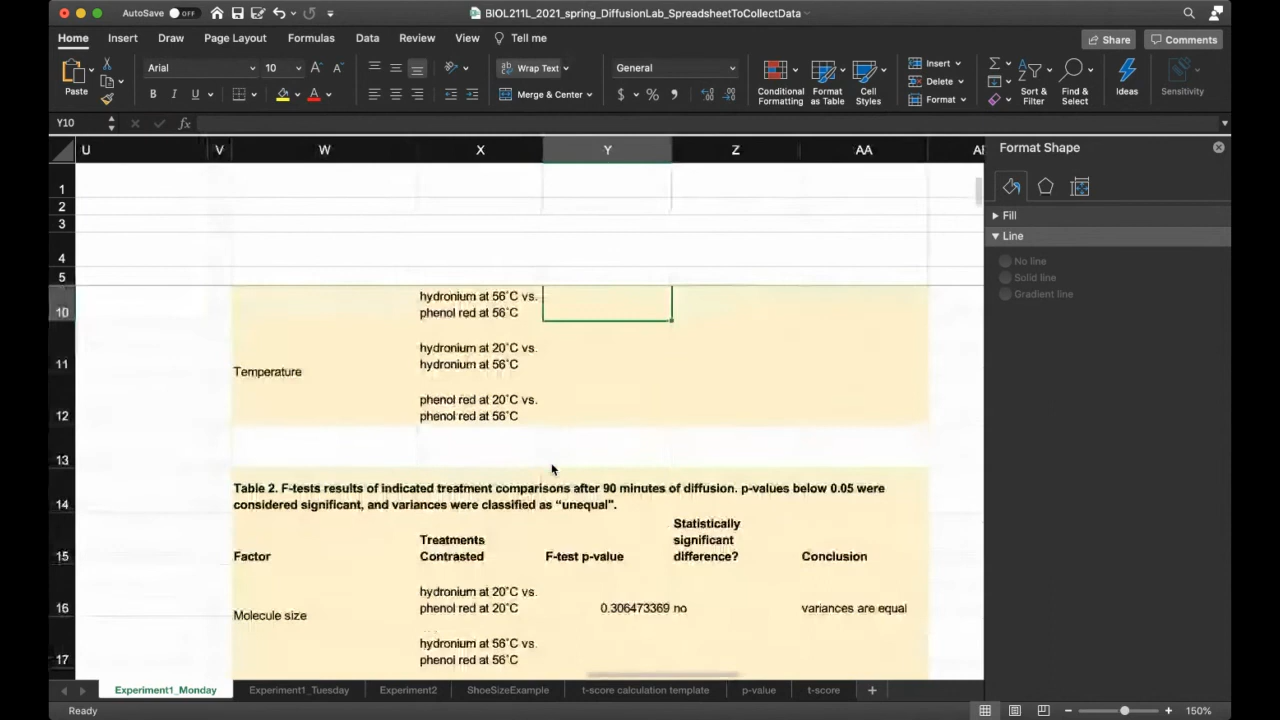 AutoSave OFF BIOL211L_2021_spring_DiffusionLab_SpreadsheetToCollectData
Home Insert Draw Page Layout Formulas Data Review View Tell me Share Comments
Paste Arial 10 Wrap Text General Conditional Formatting Format as Table Cell Styles Insert Sort & Filter Find & Select Ideas Sensitivity
B I U Merge & Center $ % Delete
Format
Y10 fx
U V W X Y Z AA
Format Shape
1
2
3
4
5
Fill
Line
No line
Solid line
Gradient line
hydronium at 56˚C vs.
10 phenol red at 56˚C
hydronium at 20˚C vs.
11 hydronium at 56˚C
Temperature
phenol red at 20˚C vs.
12 phenol red at 56˚C
13
Table 2. F-tests results of indicated treatment comparisons after 90 minutes of diffusion. p-values below 0.05 were
14 considered significant, and variances were classified as “unequal”.
Statistically
Treatments significant
15 Factor Contrasted F-test p-value difference? Conclusion
hydronium at 20˚C vs.
16 phenol red at 20˚C 0.306473369 no variances are equal
Molecule size
hydronium at 56˚C vs.
17 phenol red at 56˚C
Experiment1_Monday Experiment1_Tuesday Experiment2 ShoeSizeExample t-score calculation template p-value t-score
Ready 150%